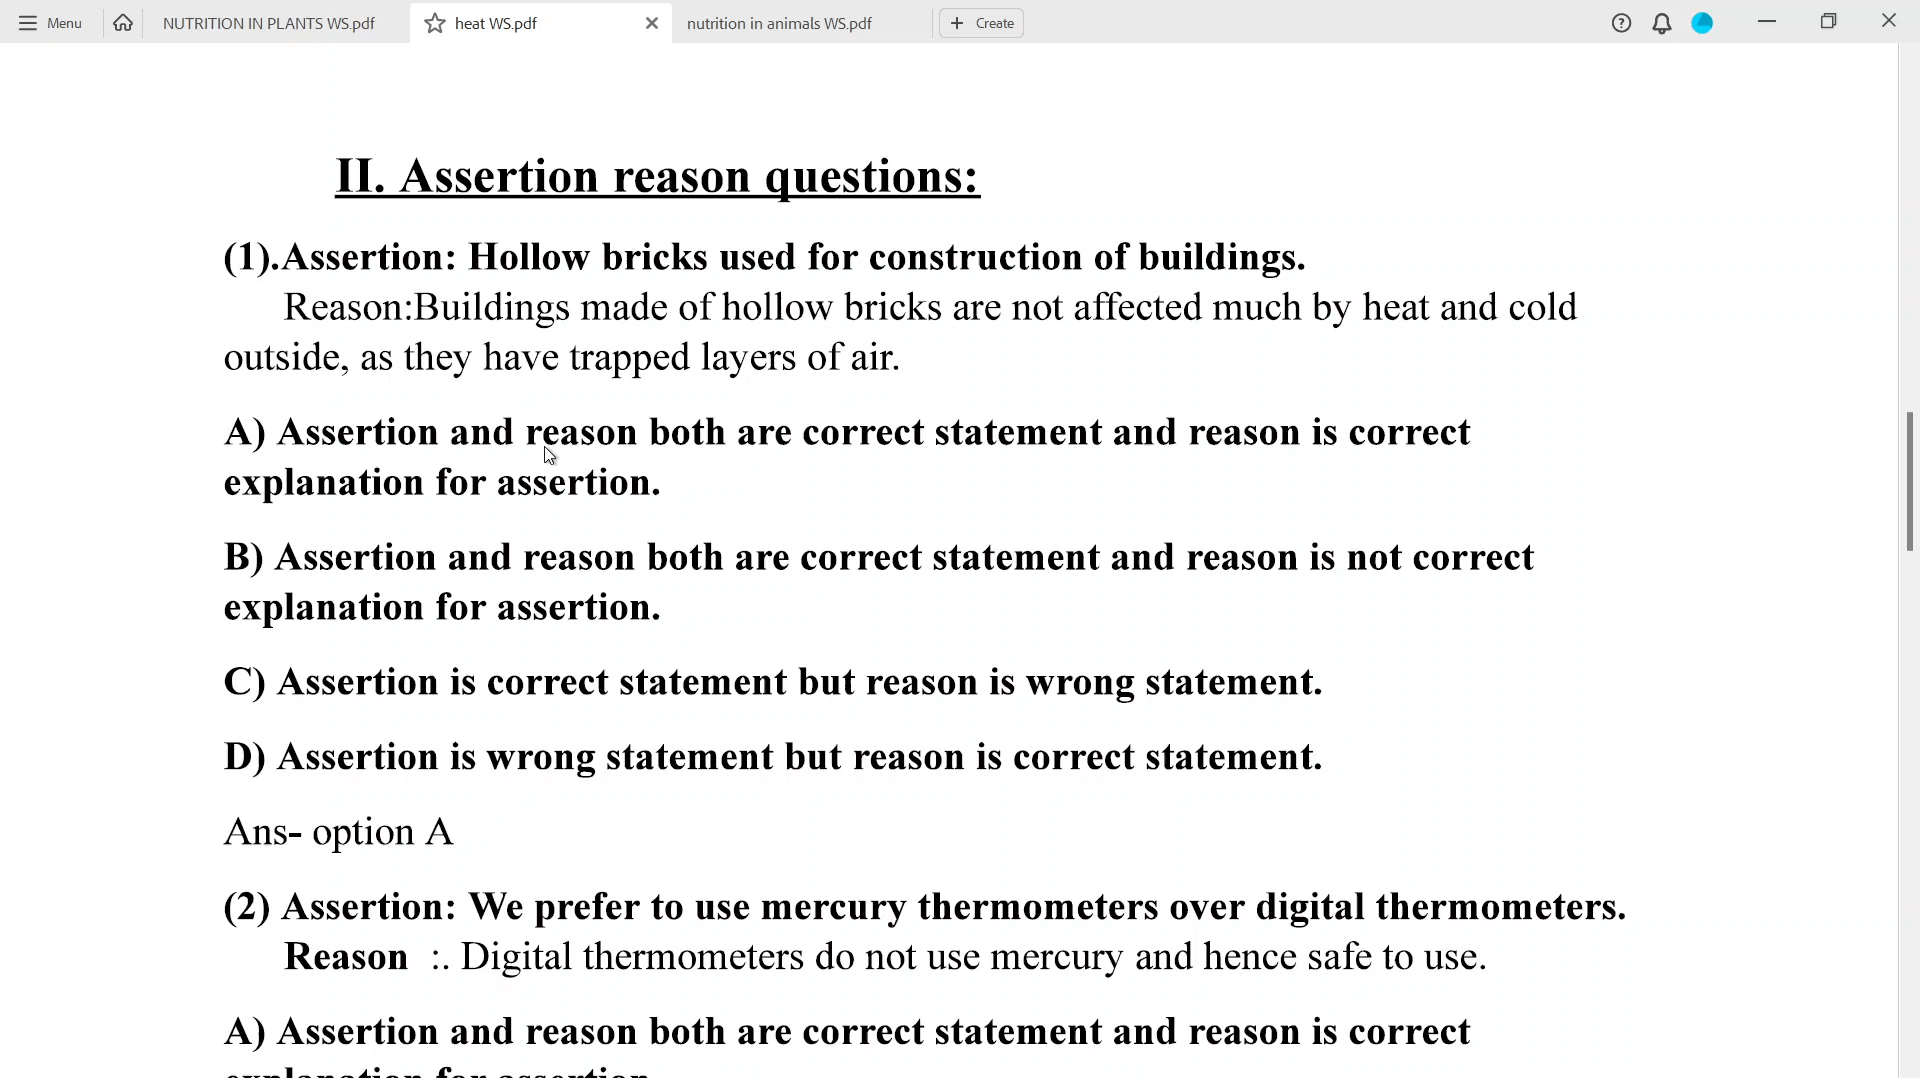 Menu
NUTRITION IN PLANTS WS.pdf
heat WS.pdf
nutrition in animals WS.pdf
+ Create
II. Assertion reason questions:
(1).Assertion: Hollow bricks used for construction of buildings.
Reason:Buildings made of hollow bricks are not affected much by heat and cold
outside, as they have trapped layers of air.
A) Assertion and reason both are correct statement and reason is correct
explanation for assertion.
B) Assertion and reason both are correct statement and reason is not correct
explanation for assertion.
C) Assertion is correct statement but reason is wrong statement.
D) Assertion is wrong statement but reason is correct statement.
Ans- option A
(2) Assertion: We prefer to use mercury thermometers over digital thermometers.
Reason :. Digital thermometers do not use mercury and hence safe to use.
A) Assertion and reason both are correct statement and reason is correct
explanation for assertion